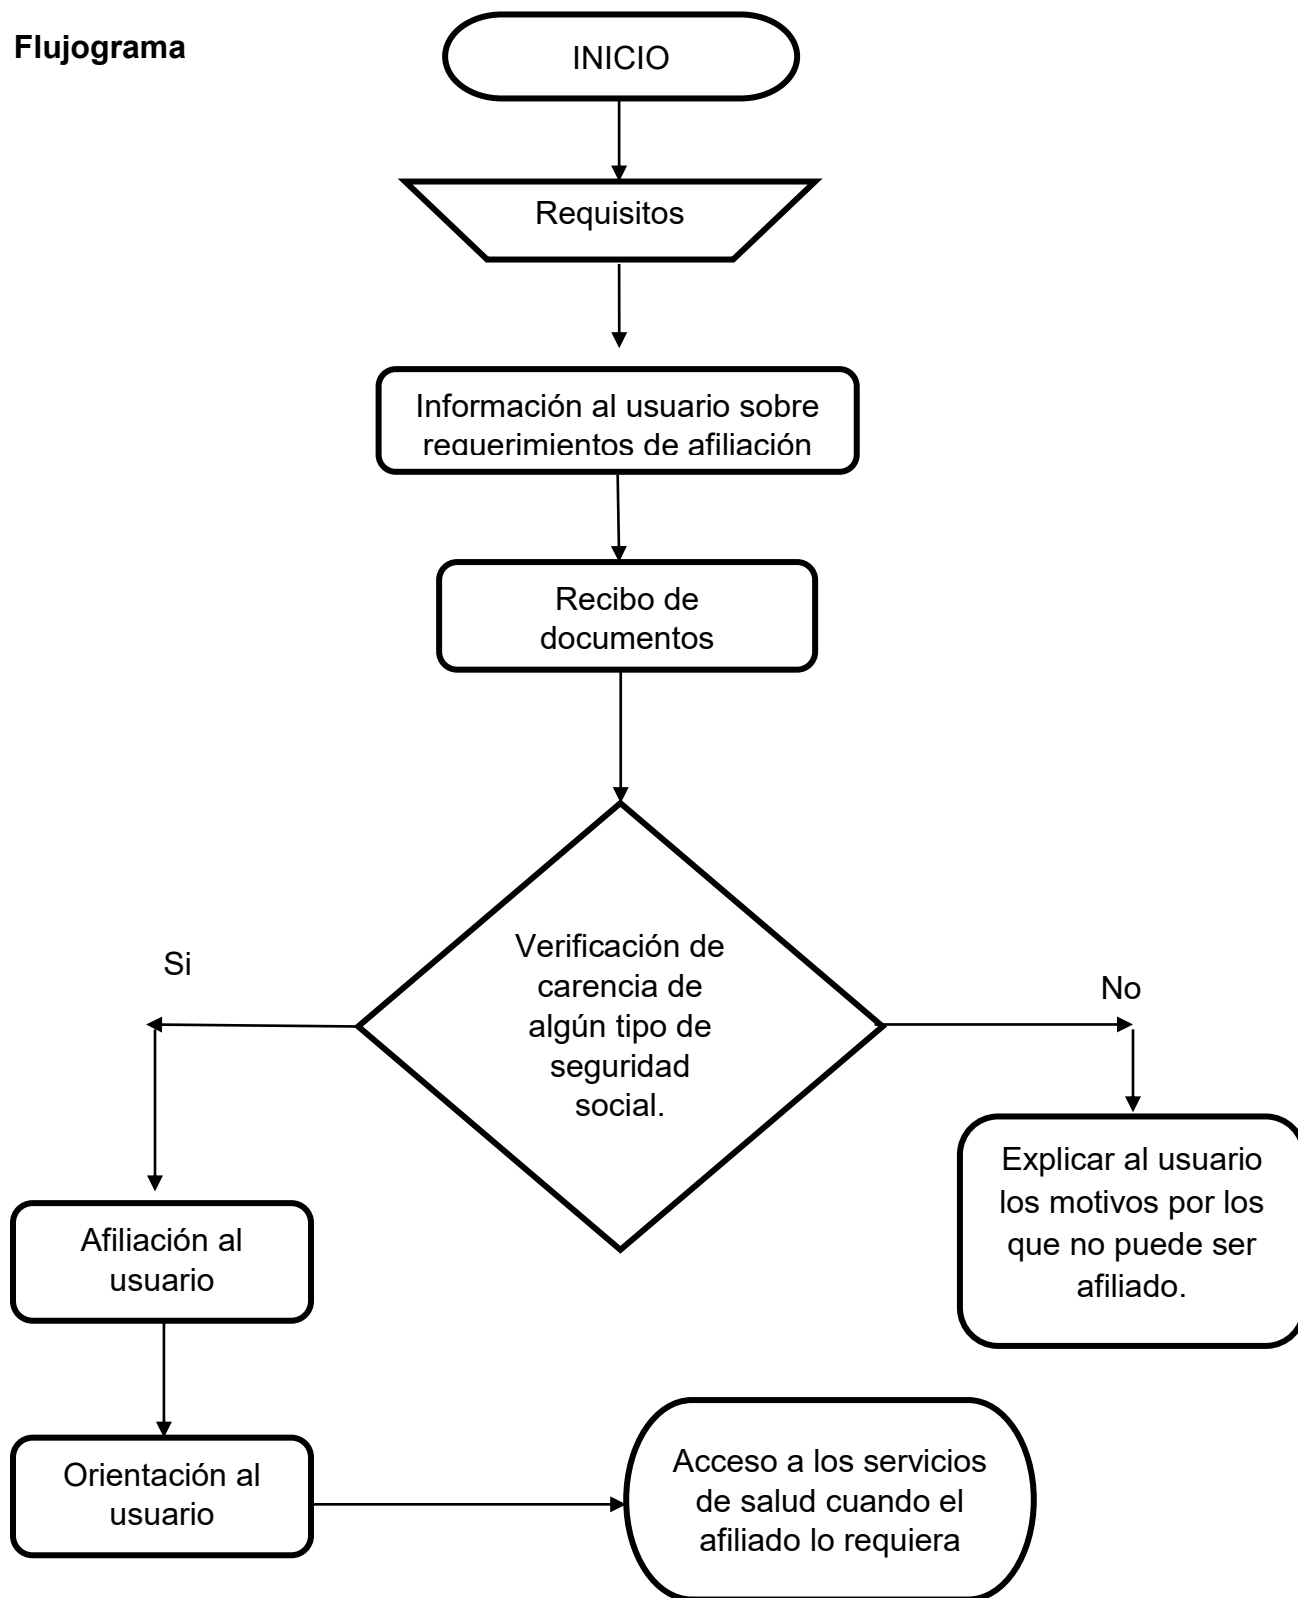 Flujograma
INICIO
Requisitos
Información al usuario sobre
requerimientos de afiliación
Recibo de
documentos
Verificación de
carencia de
algún tipo de
seguridad
social.
Si
No
Explicar al usuario
los motivos por los
que no puede ser
afiliado.
Afiliación al
usuario
Orientación al
usuario
Acceso a los servicios
de salud cuando el
afiliado lo requiera